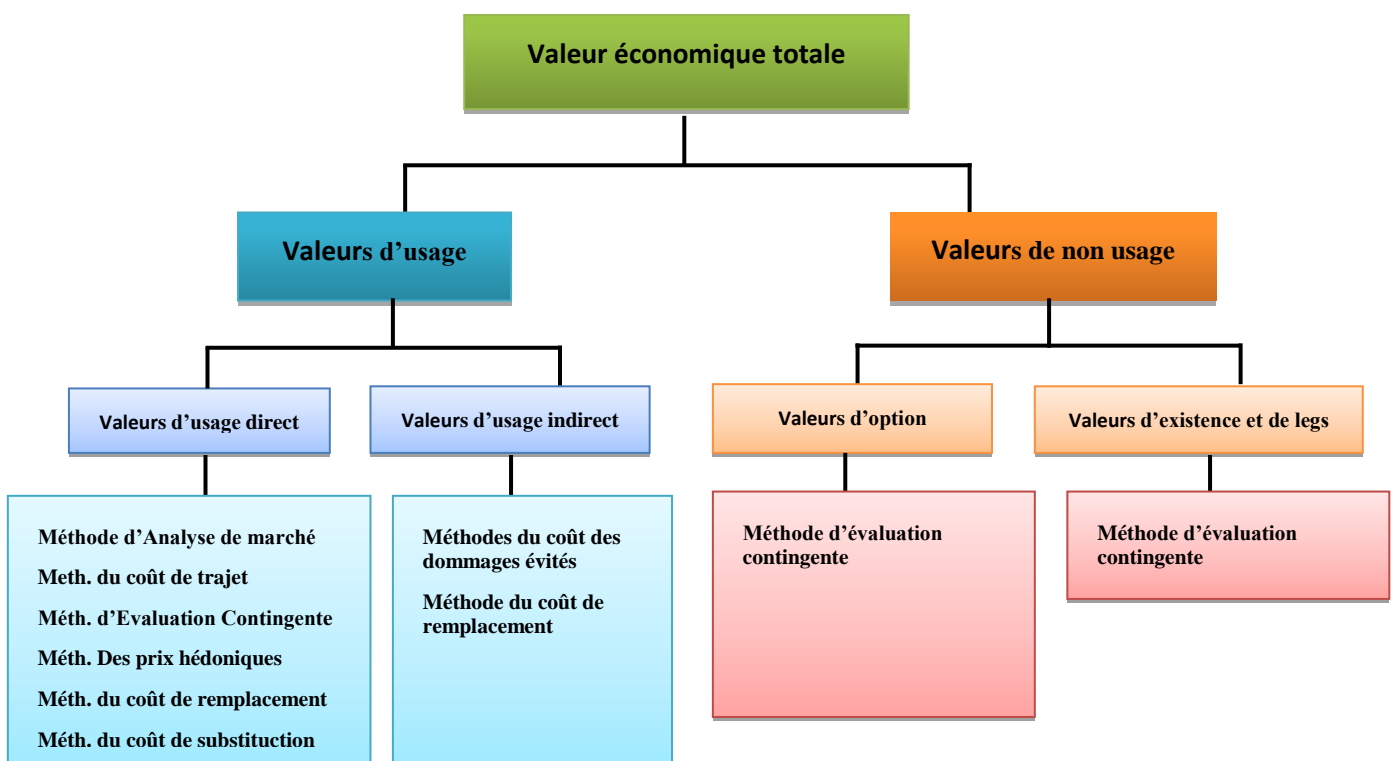 Valeur économique totale
Valeurs d'usage
Valeurs de non usage
Valeurs d'usage direct
Valeurs d'usage indirect
Valeurs d'option
Valeurs d'existence et de legs
Méthode d'Analyse de marché
Meth. du coût de trajet
Méth. d'Evaluation Contingente
Méth. Des prix hédoniques
Méth. du coût de remplacement
Méth. du coût de substituction
Méthodes du coût des
dommages évités
Méthode du coût de
remplacement
Méthode d'évaluation
contingente
Méthode d'évaluation
contingente